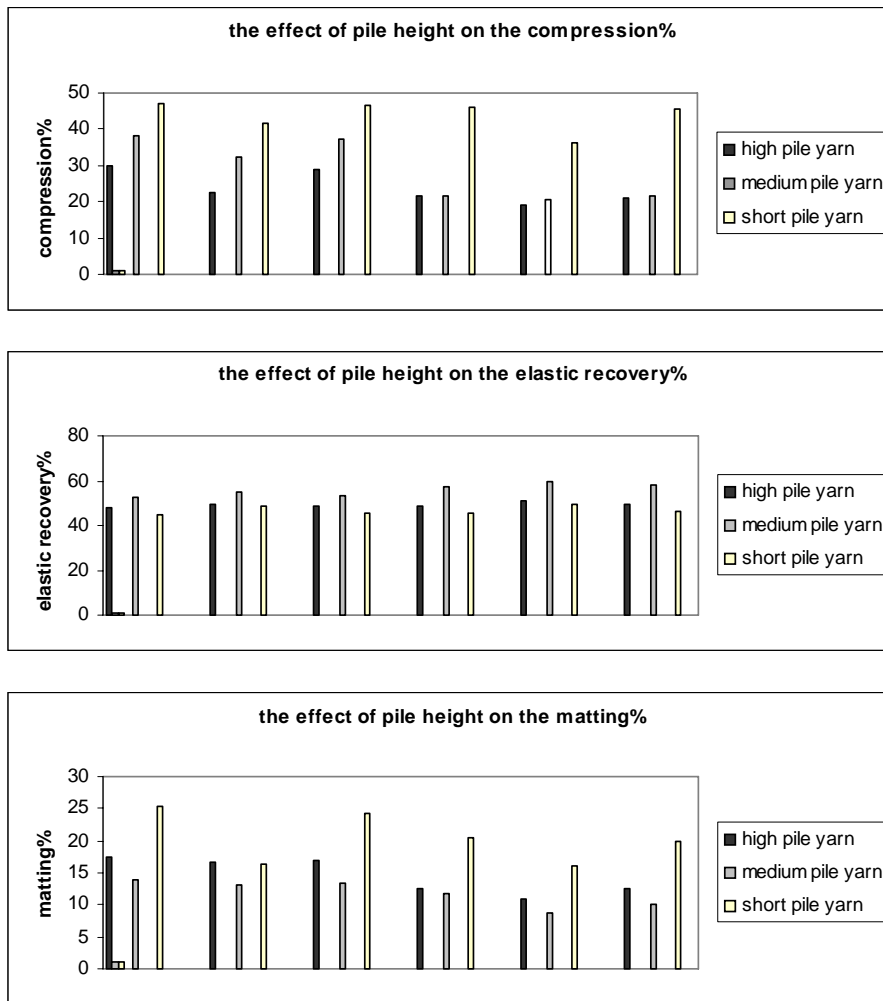 the effect of pile height on the compression%
compression%
50
40
30
20
10
0
high pile yarn
medium pile yarn
short pile yarn
the effect of pile height on the elastic recovery%
elastic recovery%
80
60
40
20
0
high pile yarn
medium pile yarn
short pile yarn
the effect of pile height on the matting%
matting%
30
25
20
15
10
5
0
high pile yarn
medium pile yarn
short pile yarn